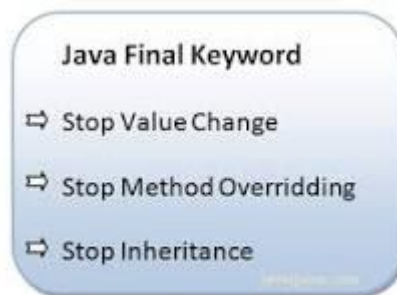 Java Final Keyword
⇨ Stop Value Change
⇨ Stop Method Overridding
⇨ Stop Inheritance